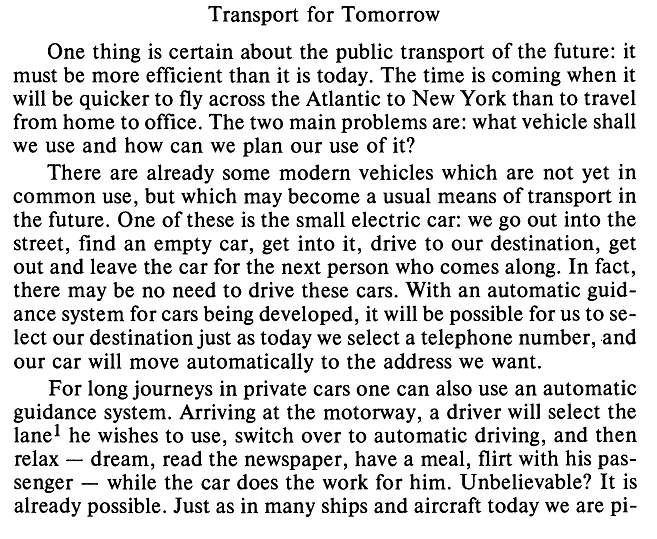 Transport for Tomorrow
One thing is certain about the public transport of the future: it
must be more efficient than it is today. The time is coming when it
will be quicker to fly across the Atlantic to New York than to travel
from home to office. The two main problems are: what vehicle shall
we use and how can we plan our use of it?
There are already some modern vehicles which are not yet in
common use, but which may become a usual means of transport in
the future. One of these is the small electric car: we go out into the
street, find an empty car, get into it, drive to our destination, get
out and leave the car for the next person who comes along. In fact,
there may be no need to drive these cars. With an automatic guid-
ance system for cars being developed, it will be possible for us to se-
lect our destination just as today we select a telephone number, and
our car will move automatically to the address we want.
For long journeys in private cars one can also use an automatic
guidance system. Arriving at the motorway, a driver will select the
lane¹ he wishes to use, switch over to automatic driving, and then
relax — dream, read the newspaper, have a meal, flirt with his pas-
senger — while the car does the work for him. Unbelievable? It is
already possible. Just as in many ships and aircraft today we are pi-